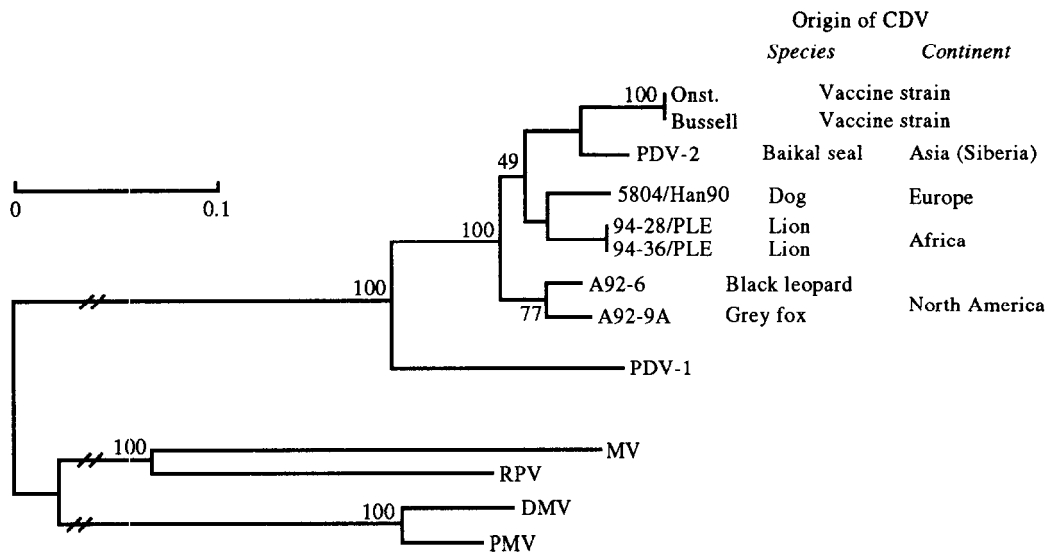 Origin of CDV
Species Continent
100 Onst. Vaccine strain
Bussell Vaccine strain
PDV-2 Baikal seal Asia (Siberia)
49
0 0.1
5804/Han90 Dog Europe
94-28/PLE Lion
100
94-36/PLE Lion Africa
A92-6 Black leopard
100
77 A92-9A Grey fox North America
PDV-1
100 MV
RPV
100 DMV
PMV